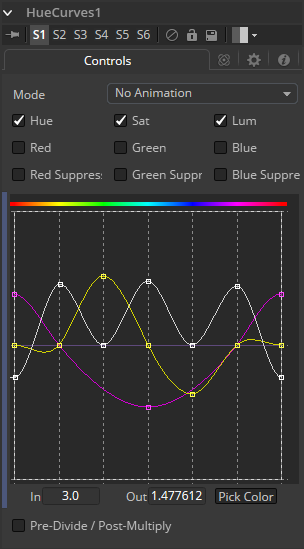 HueCurves1
S1 S2 S3 S4 S5 S6
Controls
Mode No Animation
Hue Sat Lum
Red Green Blue
Red Suppres Green Suppr Blue Suppre
In 3.0 Out 1.477612 Pick Color
Pre-Divide / Post-Multiply